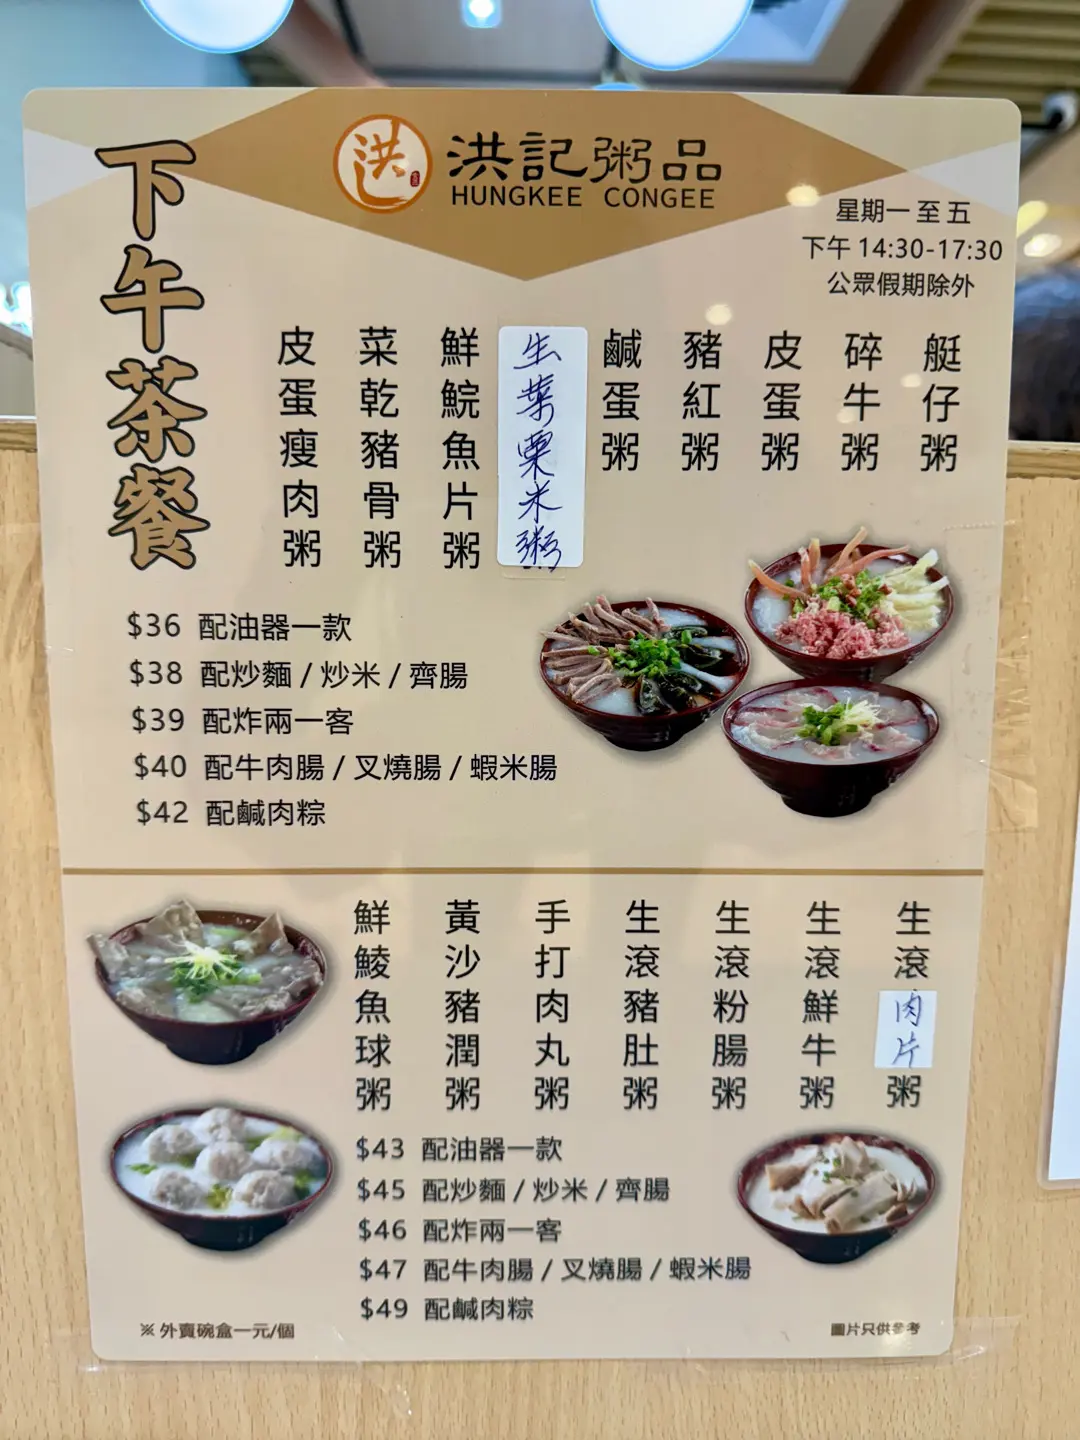 洪
洪記粥品
HUNGKEE CONGEE
下午茶餐
星期一至五
下午 14:30-17:30
公眾假期除外
艇仔粥
碎牛粥
皮蛋粥
豬紅粥
鹹蛋粥
生菜粟米粥
鮮鯇魚片粥
菜乾豬骨粥
皮蛋瘦肉粥
$36 配油器一款
$38 配炒麵 / 炒米 / 齊腸
$39 配炸兩一客
$40 配牛肉腸 / 叉燒腸 / 蝦米腸
$42 配鹹肉粽
生滾肉片粥
生滾鮮牛粥
生滾粉腸粥
生滾豬肚粥
手打肉丸粥
黃沙豬潤粥
鮮鯪魚球粥
$43 配油器一款
$45 配炒麵 / 炒米 / 齊腸
$46 配炸兩一客
$47 配牛肉腸 / 叉燒腸 / 蝦米腸
$49 配鹹肉粽
※ 外賣碗盒一元/個
圖片只供參考